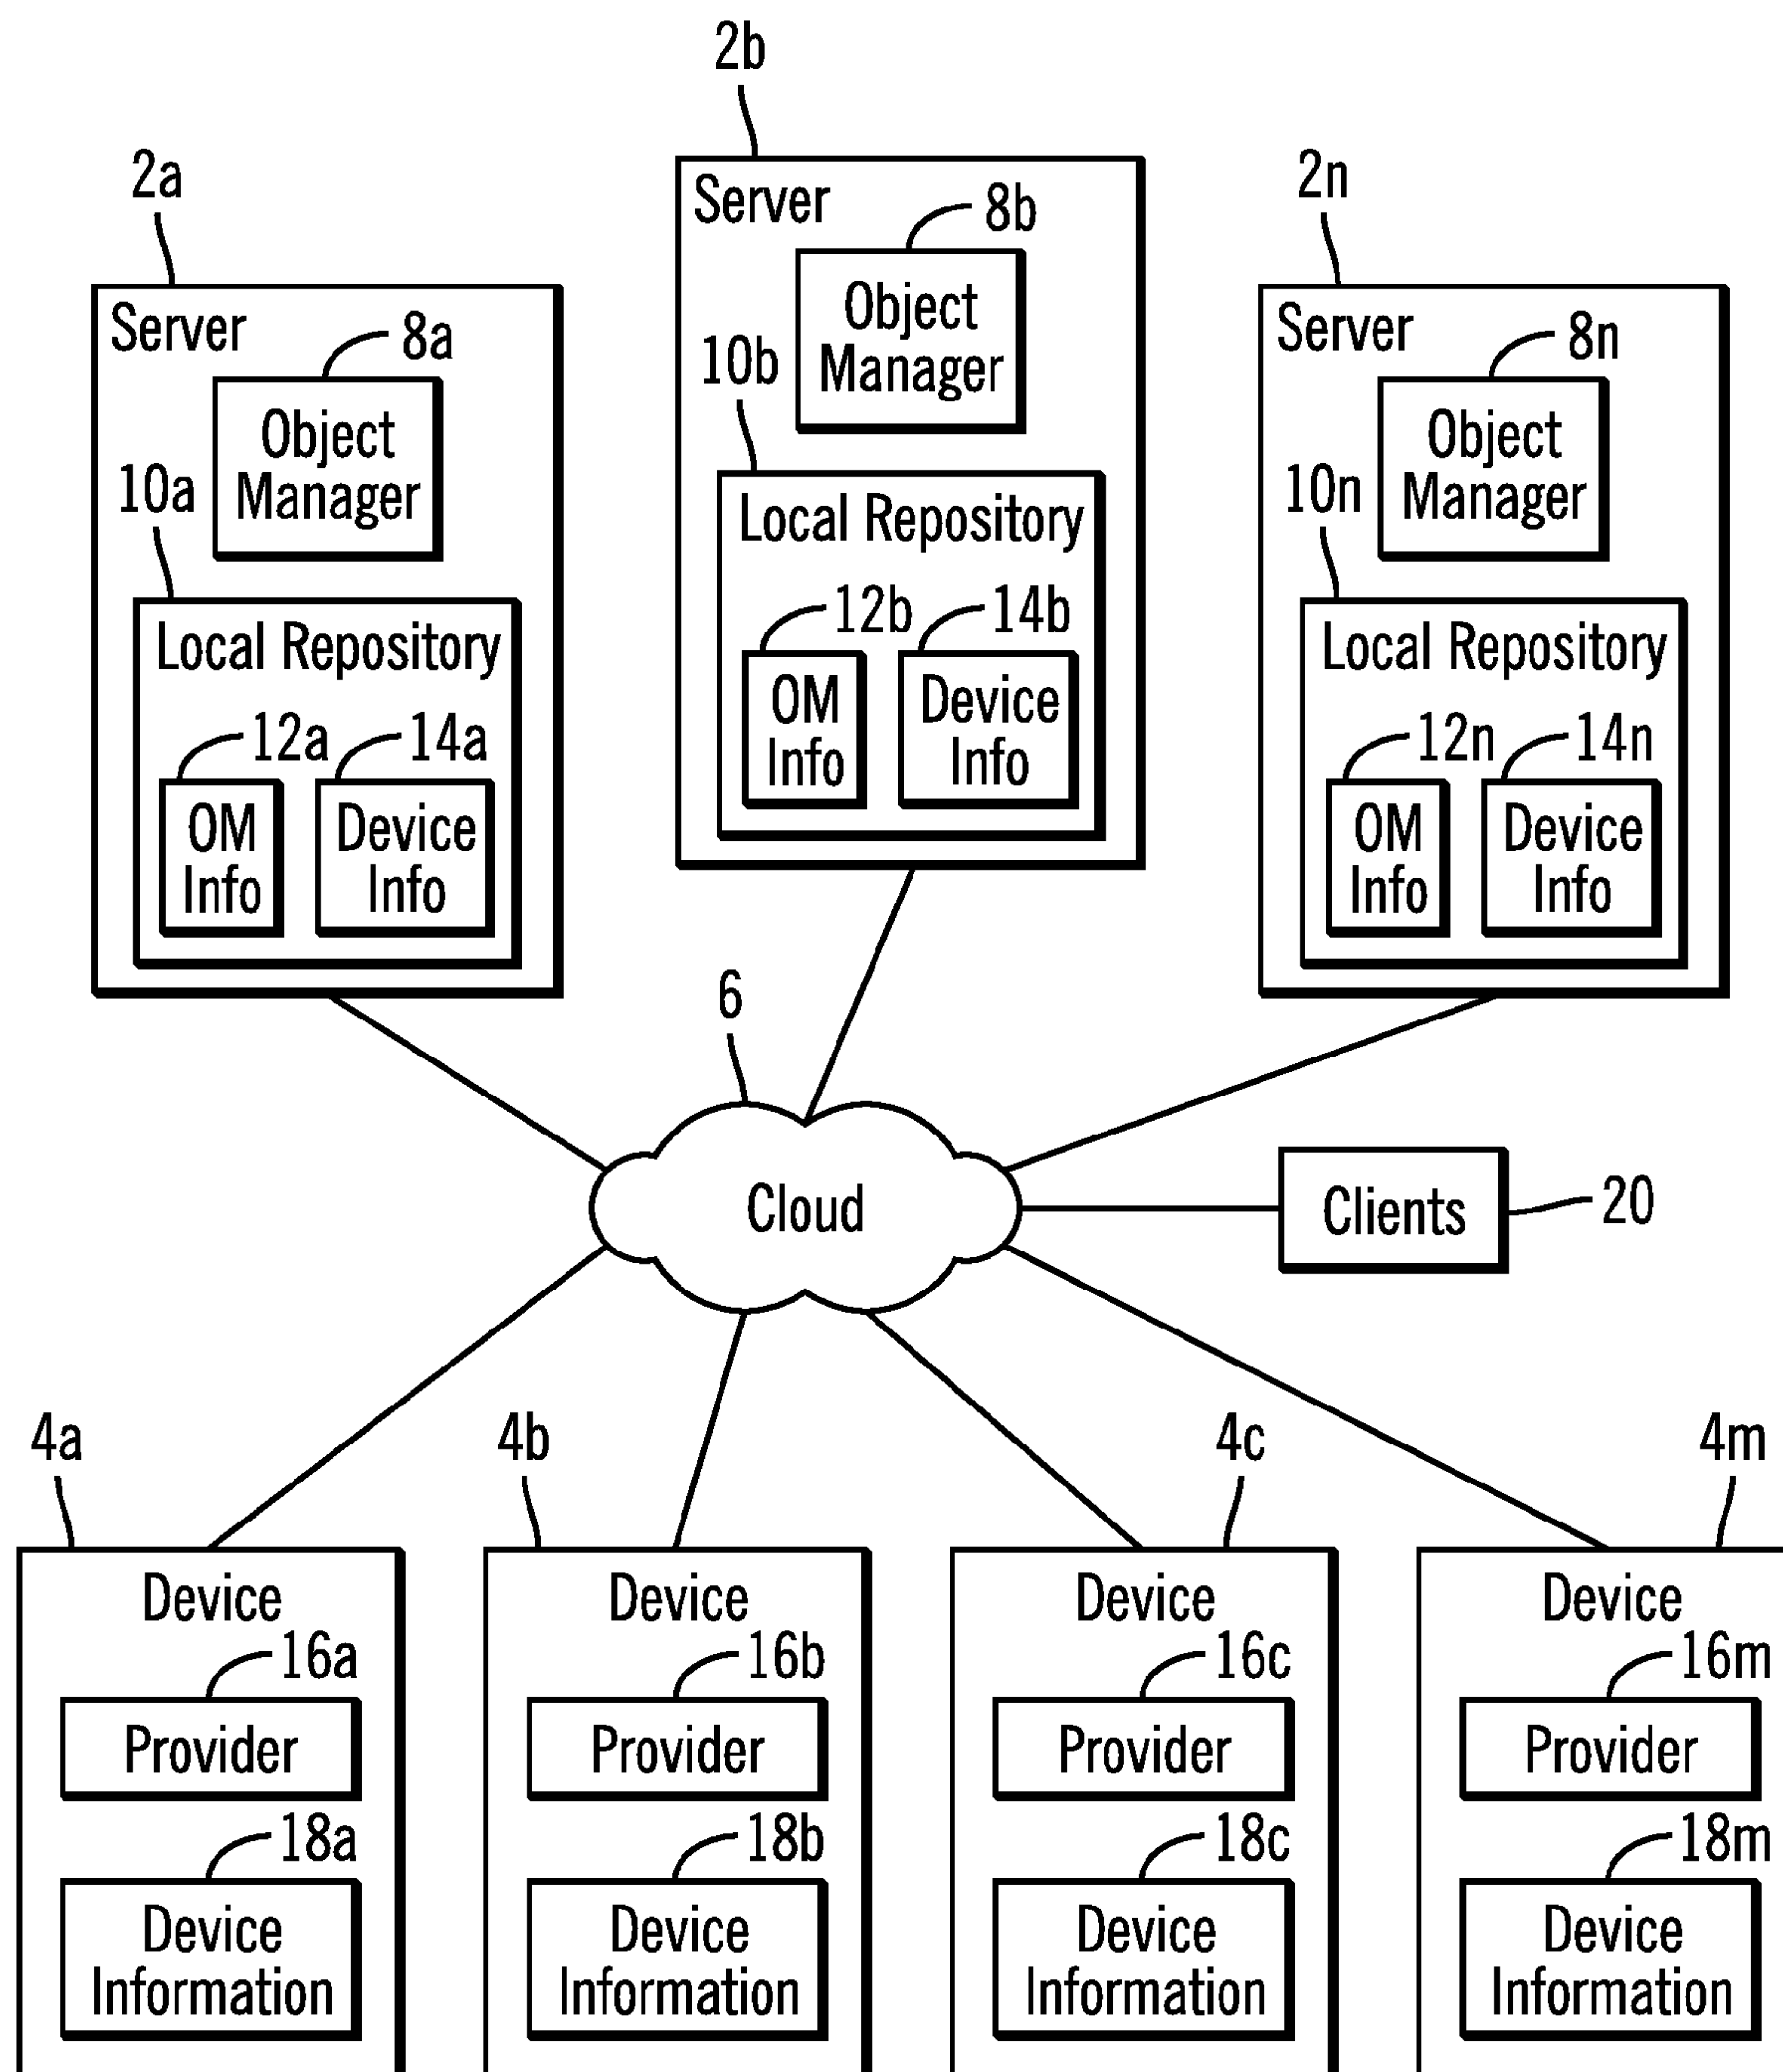 2b
2a
2n
Server
8b
Object
Manager
10b
Local Repository
12b
14b
OM
Info
Device
Info
Server
8a
Object
Manager
10a
Local Repository
12a
14a
OM
Info
Device
Info
Server
8n
Object
Manager
10n
Local Repository
12n
14n
OM
Info
Device
Info
6
Cloud
Clients
20
4a
4b
4c
4m
Device
16a
Provider
18a
Device
Information
Device
16b
Provider
18b
Device
Information
Device
16c
Provider
18c
Device
Information
Device
16m
Provider
18m
Device
Information